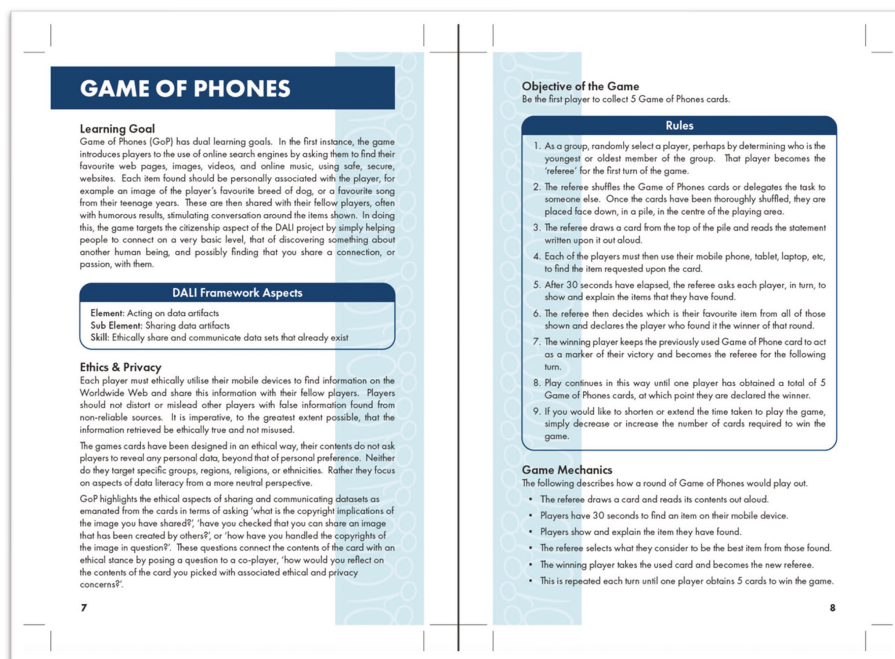 GAME OF PHONES
Learning Goal
Game of Phones (GoP) has dual learning goals. In the first instance, the game
introduces players to the use of online search engines by asking them to find their
favourite web pages, images, videos, and online music, using safe, secure,
websites. Each item found should be personally associated with the player, for
example an image of the player's favourite breed of dog, or a favourite song
from their teenage years. These are then shared with their fellow players, often
with humorous results, stimulating conversation around the items shown. In doing
this, the game targets the citizenship aspect of the DALI project by simply helping
people to connect on a very basic level, that of discovering something about
another human being, and possibly finding that you share a connection, or
passion, with them.
DALI Framework Aspects
Element: Acting on data artifacts
Sub Element: Sharing data artifacts
Skill: Ethically share and communicate data sets that already exist
Ethics & Privacy
Each player must ethically utilise their mobile devices to find information on the
Worldwide Web and share this information with their fellow players. Players
should not distort or mislead other players with false information found from
non-reliable sources. It is imperative, to the greatest extent possible, that the
information retrieved be ethically true and not misused.
The games cards have been designed in an ethical way, their contents do not ask
players to reveal any personal data, beyond that of personal preference. Neither
do they target specific groups, regions, religions, or ethnicities. Rather they focus
on aspects of data literacy from a more neutral perspective.
GoP highlights the ethical aspects of sharing and communicating datasets as
emanated from the cards in terms of asking 'what is the copyright implications of
the image you have shared?', 'have you checked that you can share an image
that has been created by others?', or 'how have you handled the copyrights of
the image in question?'. These questions connect the contents of the card with an
ethical stance by posing a question to a co-player, 'how would you reflect on
the contents of the card you picked with associated ethical and privacy
concerns?'.
7
Objective of the Game
Be the first player to collect 5 Game of Phones cards.
Rules
1. As a group, randomly select a player, perhaps by determining who is the
youngest or oldest member of the group. That player becomes the
'referee' for the first turn of the game.
2. The referee shuffles the Game of Phones cards or delegates the task to
someone else. Once the cards have been thoroughly shuffled, they are
placed face down, in a pile, in the centre of the playing area.
3. The referee draws a card from the top of the pile and reads the statement
written upon it out aloud.
4. Each of the players must then use their mobile phone, tablet, laptop, etc,
to find the item requested upon the card.
5. After 30 seconds have elapsed, the referee asks each player, in turn, to
show and explain the items that they have found.
6. The referee then decides which is their favourite item from all of those
shown and declares the player who found it the winner of that round.
7. The winning player keeps the previously used Game of Phone card to act
as a marker of their victory and becomes the referee for the following
turn.
8. Play continues in this way until one player has obtained a total of 5
Game of Phones cards, at which point they are declared the winner.
9. If you would like to shorten or extend the time taken to play the game,
simply decrease or increase the number of cards required to win the
game.
Game Mechanics
The following describes how a round of Game of Phones would play out.
• The referee draws a card and reads its contents out aloud.
• Players have 30 seconds to find an item on their mobile device.
• Players show and explain the item they have found.
• The referee selects what they consider to be the best item from those found.
• The winning player takes the used card and becomes the new referee.
• This is repeated each turn until one player obtains 5 cards to win the game.
8